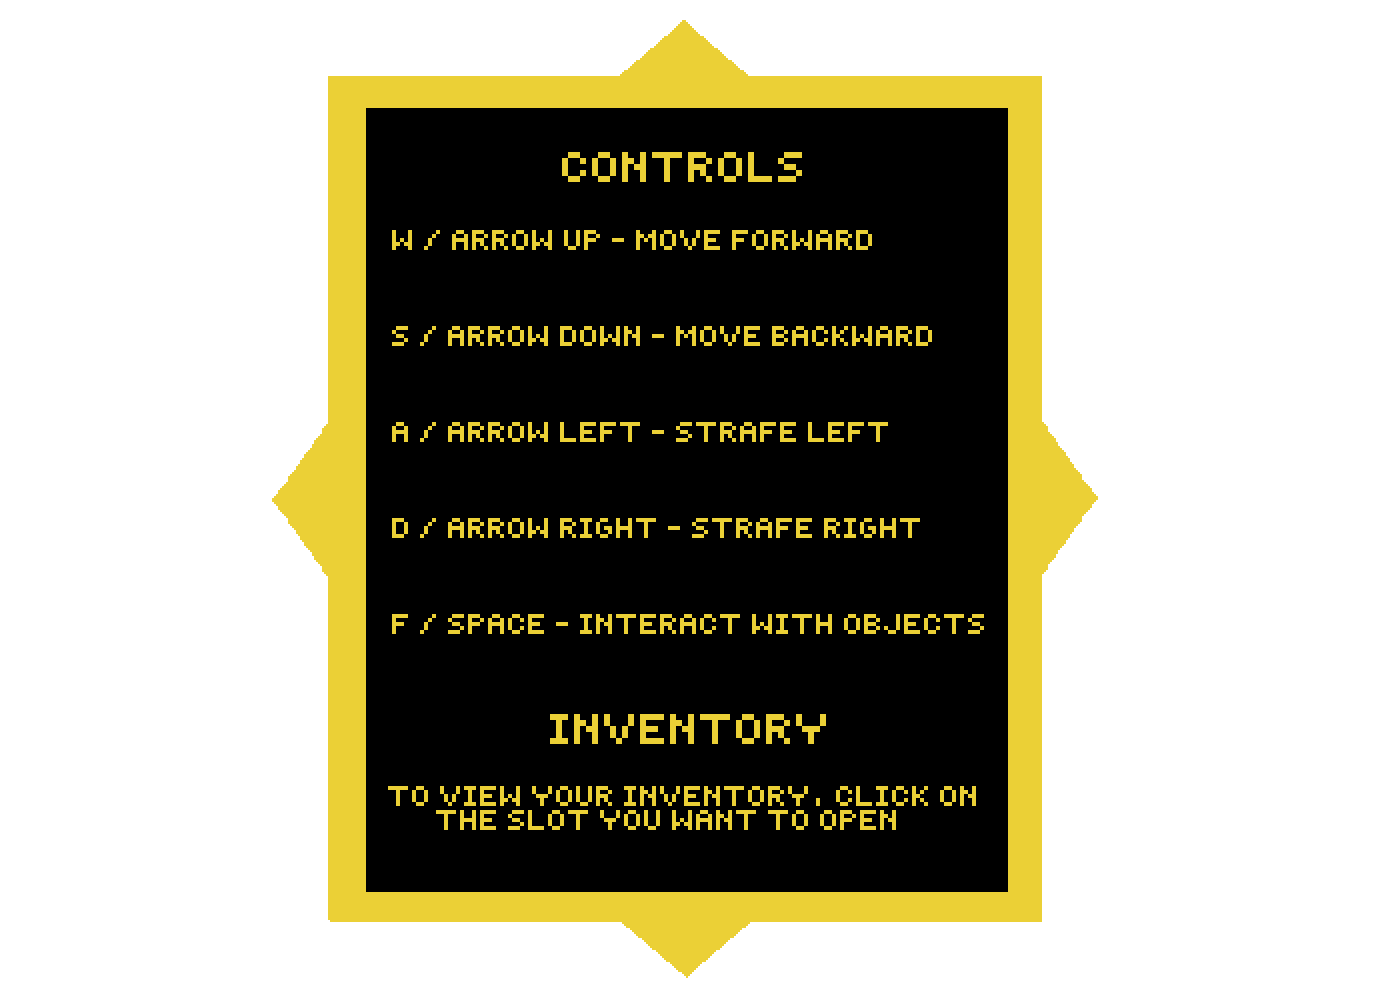 CONTROLS
W / ARROW UP - MOVE FORWARD
S / ARROW DOWN - MOVE BACKWARD
A / ARROW LEFT - STRAFE LEFT
D / ARROW RIGHT - STRAFE RIGHT
F / SPACE - INTERACT WITH OBJECTS
INVENTORY
TO VIEW YOUR INVENTORY, CLICK ON
THE SLOT YOU WANT TO OPEN